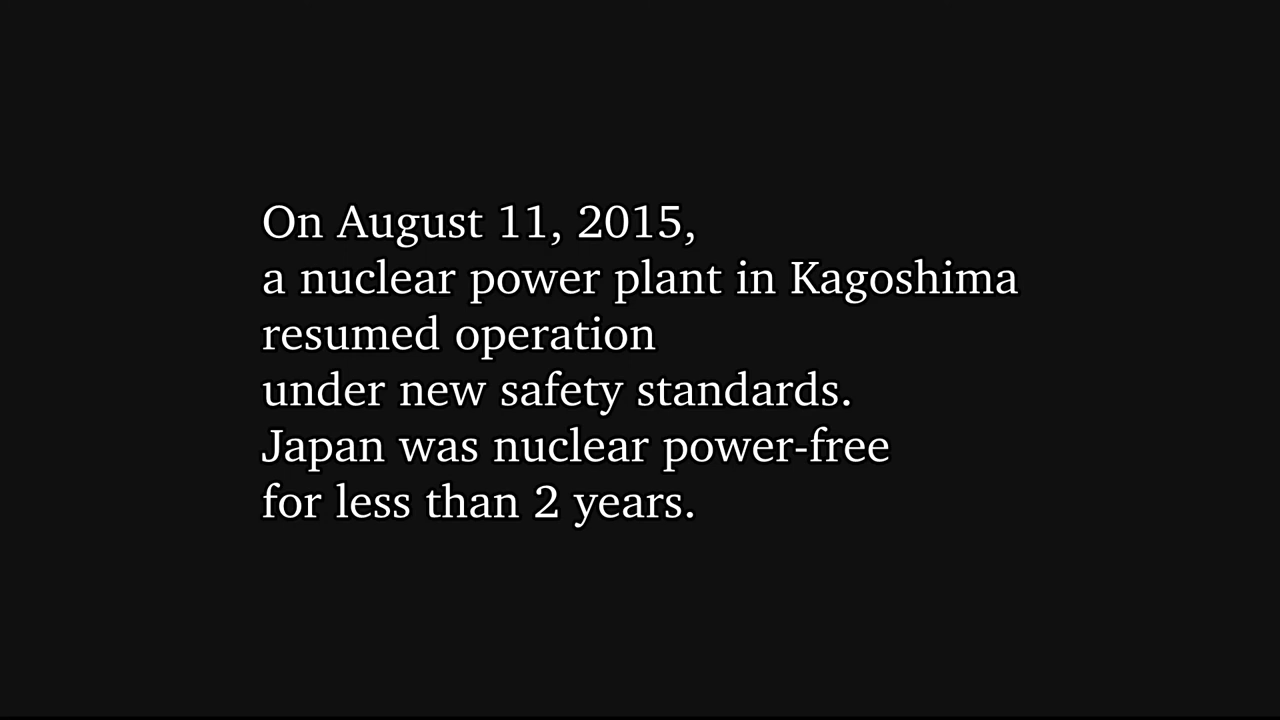 On August 11, 2015,
a nuclear power plant in Kagoshima
resumed operation
under new safety standards.
Japan was nuclear power-free
for less than 2 years.